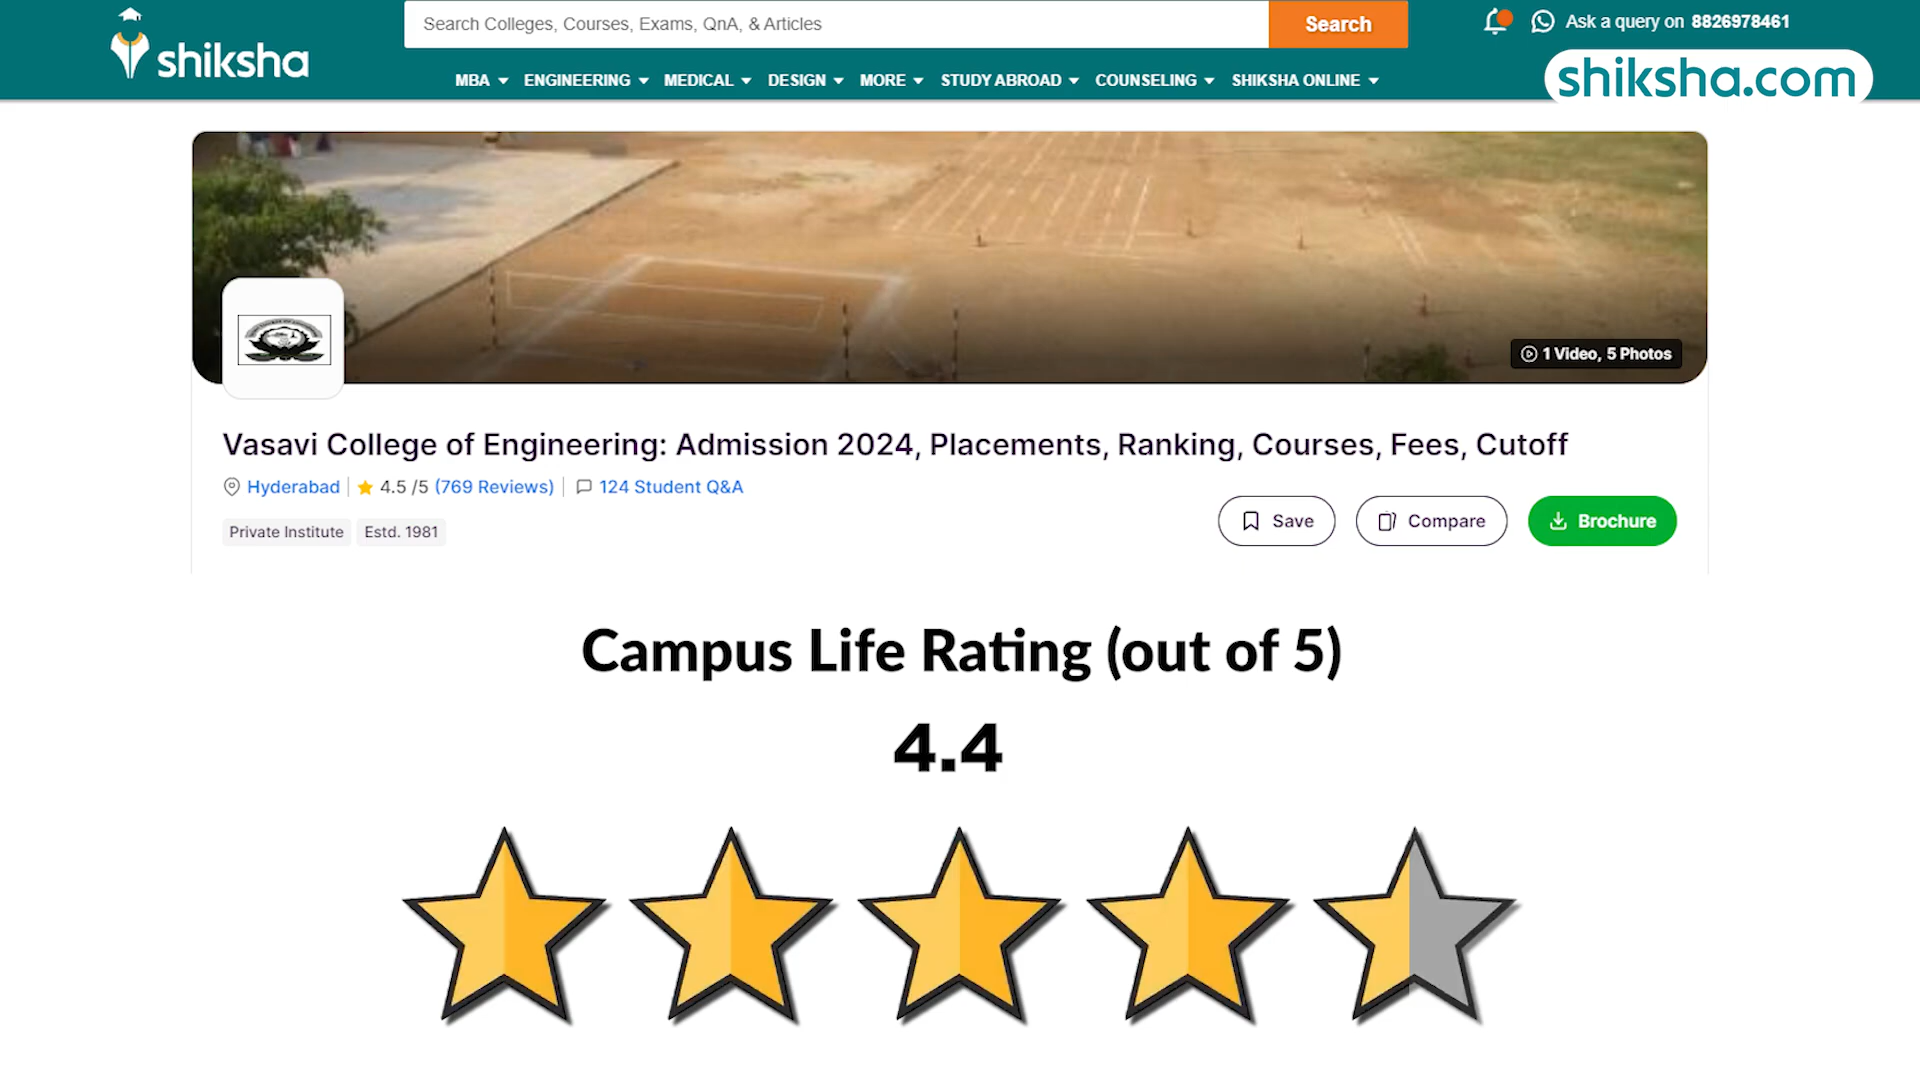 shiksha
Search Colleges, Courses, Exams, QnA, & Articles
Search
Ask a query on 8826978461
MBA ENGINEERING MEDICAL DESIGN MORE STUDY ABROAD COUNSELING SHIKSHA ONLINE
shiksha.com
1 Video, 5 Photos
Vasavi College of Engineering: Admission 2024, Placements, Ranking, Courses, Fees, Cutoff
Hyderabad 4.5 /5 (769 Reviews) 124 Student Q&A
Private Institute Estd. 1981
Save Compare Brochure
Campus Life Rating (out of 5)
4.4